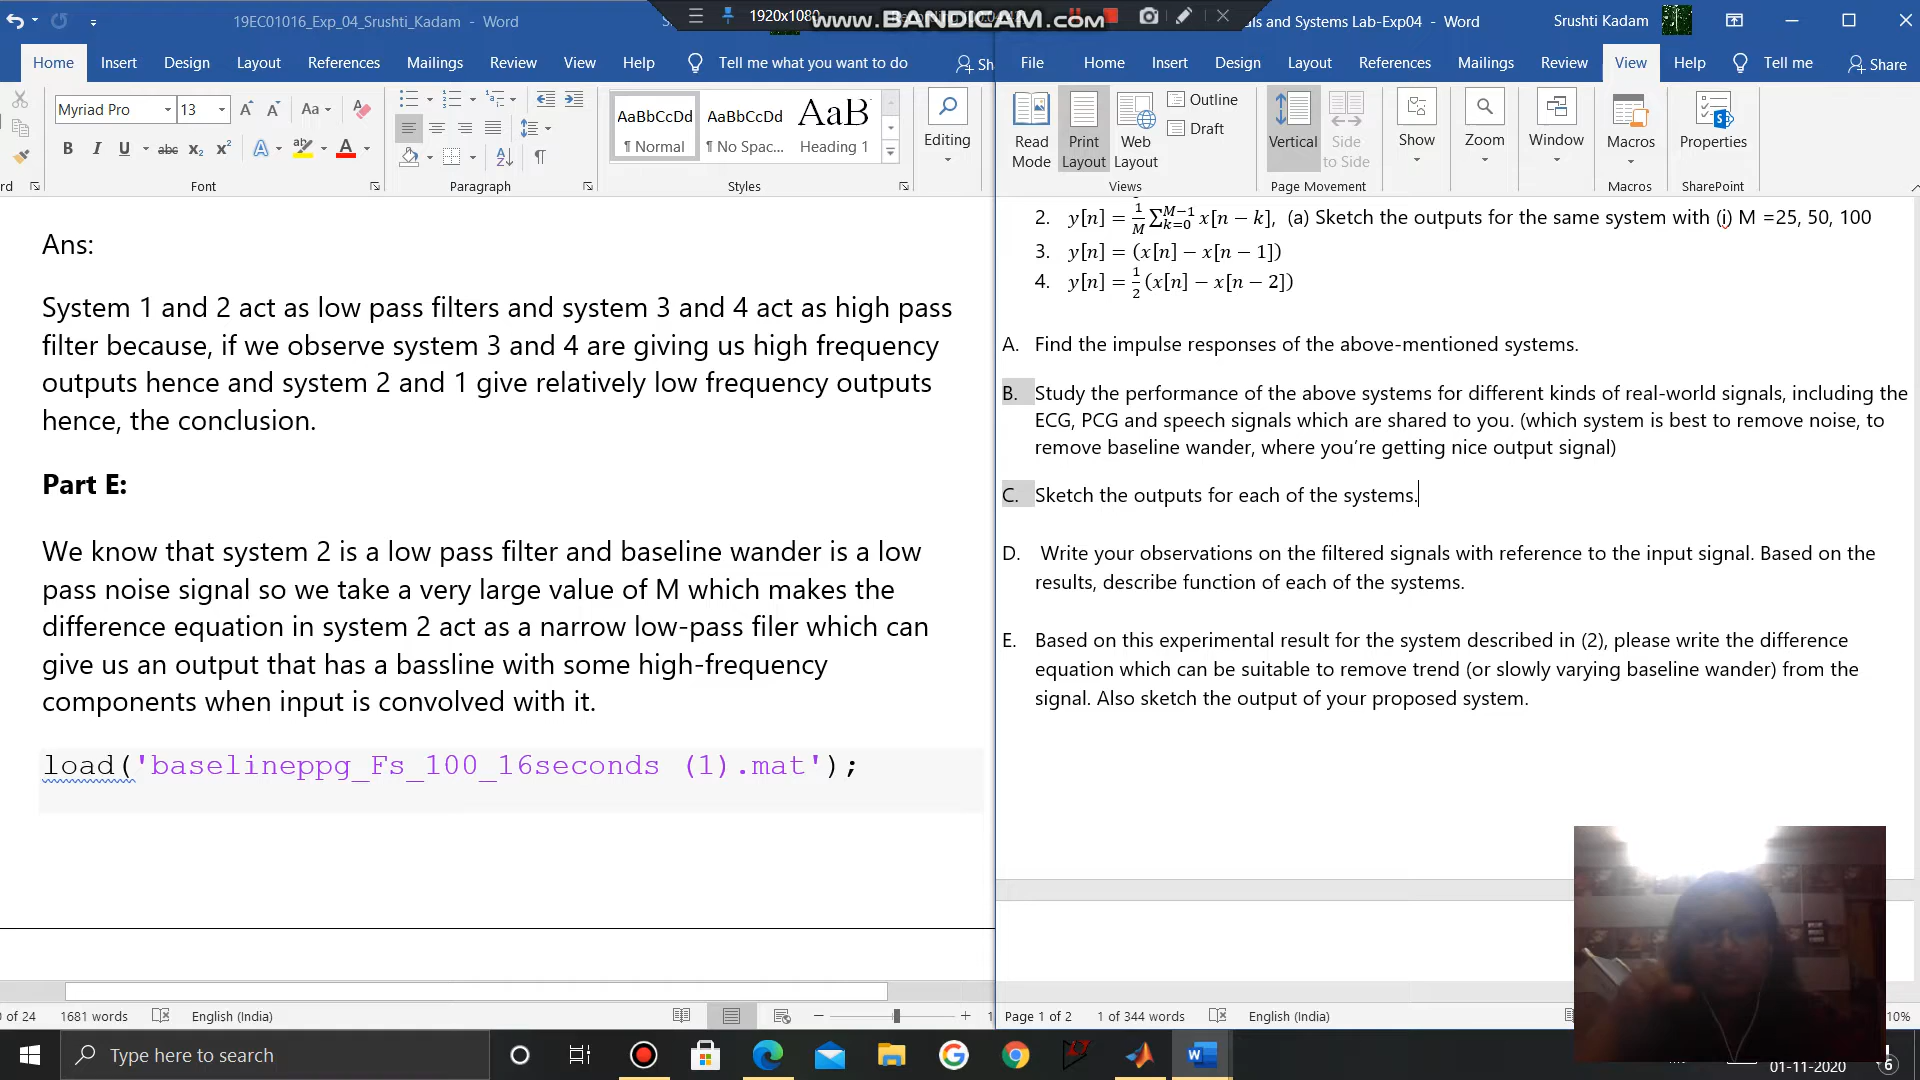 19EC01016_Exp_04_Srushti_Kadam - Word
1920x1080
www.BANDICAM.com
ls and Systems Lab-Exp04 - Word
Srushti Kadam
Home Insert Design Layout References Mailings Review View Help Tell me what you want to do Sh
File Home Insert Design Layout References Mailings Review View Help Tell me Share
Myriad Pro 13 Aa
B I U abc x₂ x² A A
AaBbCcDd AaBbCcDd AaB
¶ Normal ¶ No Spac... Heading 1
Editing
rd Font Paragraph Styles
Read Mode Print Layout Web Layout Outline Draft
Vertical Side to Side Show Zoom Window Macros Properties
Views Page Movement Macros SharePoint
Ans:
System 1 and 2 act as low pass filters and system 3 and 4 act as high pass
filter because, if we observe system 3 and 4 are giving us high frequency
outputs hence and system 2 and 1 give relatively low frequency outputs
hence, the conclusion.
Part E:
We know that system 2 is a low pass filter and baseline wander is a low
pass noise signal so we take a very large value of M which makes the
difference equation in system 2 act as a narrow low-pass filer which can
give us an output that has a bassline with some high-frequency
components when input is convolved with it.
load('baselineppg_Fs_100_16seconds (1).mat');
2. y[n] = 1/M ∑_{k=0}^{M−1} x[n − k], (a) Sketch the outputs for the same system with (i) M =25, 50, 100
3. y[n] = (x[n] − x[n − 1])
4. y[n] = 1/2 (x[n] − x[n − 2])
A. Find the impulse responses of the above-mentioned systems.
B. Study the performance of the above systems for different kinds of real-world signals, including the
ECG, PCG and speech signals which are shared to you. (which system is best to remove noise, to
remove baseline wander, where you’re getting nice output signal)
C. Sketch the outputs for each of the systems.
D. Write your observations on the filtered signals with reference to the input signal. Based on the
results, describe function of each of the systems.
E. Based on this experimental result for the system described in (2), please write the difference
equation which can be suitable to remove trend (or slowly varying baseline wander) from the
signal. Also sketch the output of your proposed system.
of 24 1681 words English (India)
Page 1 of 2 1 of 344 words English (India) 10%
Type here to search
01-11-2020
6